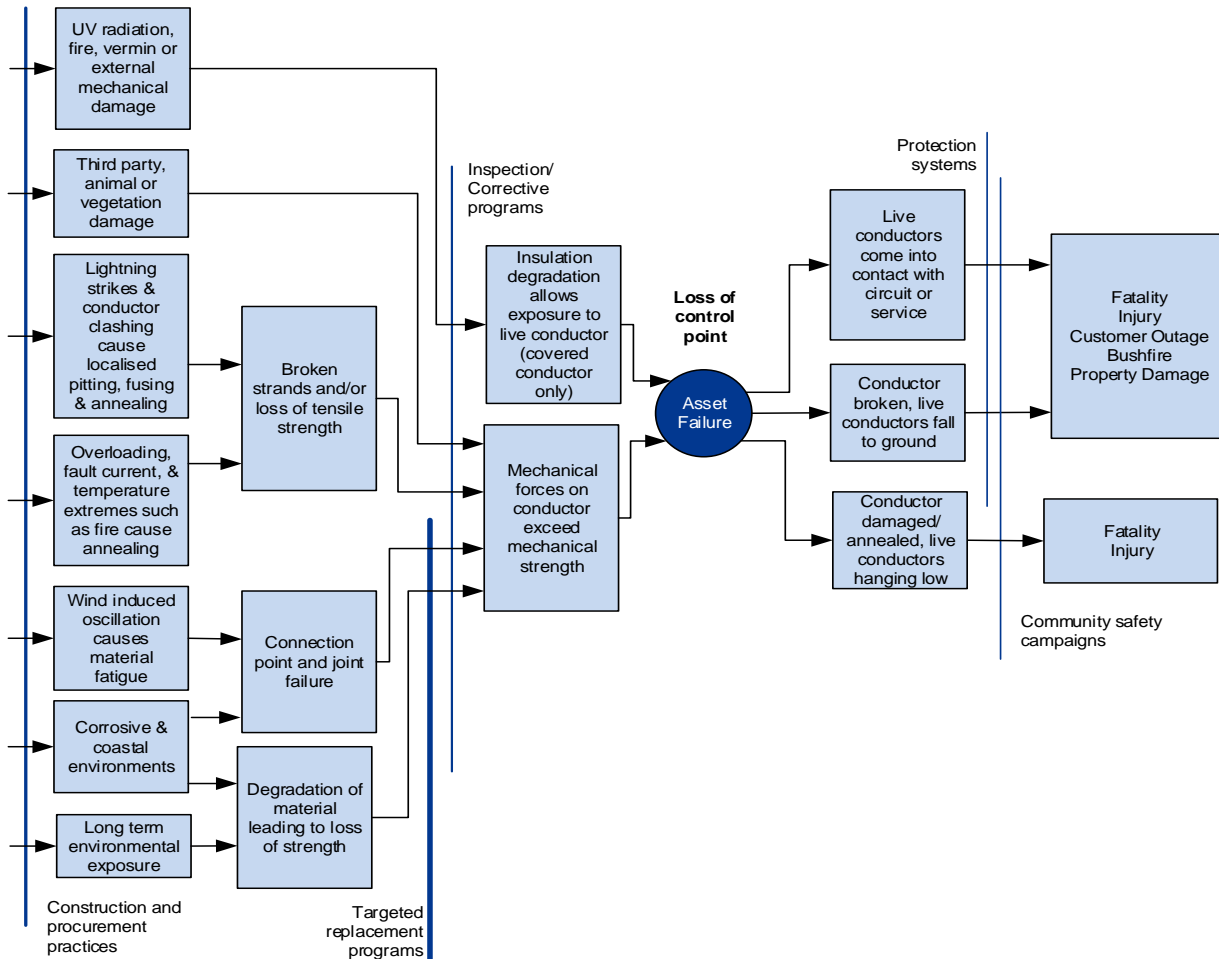 UV radiation,
fire, vermin or
external
mechanical
damage
Third party,
animal or
vegetation
damage
Lightning
strikes &
conductor
clashing
cause
localised
pitting, fusing
& annealing
Overloading,
fault current, &
temperature
extremes such
as fire cause
annealing
Wind induced
oscillation
causes
material
fatigue
Corrosive &
coastal
environments
Long term
environmental
exposure
Construction and
procurement
practices
Broken
strands and/or
loss of tensile
strength
Connection
point and joint
failure
Degradation of
material
leading to loss
of strength
Targeted
replacement
programs
Inspection/
Corrective
programs
Insulation
degradation
allows
exposure to
live conductor
(covered
conductor
only)
Mechanical
forces on
conductor
exceed
mechanical
strength
Loss of
control
point
Asset
Failure
Protection
systems
Live
conductors
come into
contact with
circuit or
service
Conductor
broken, live
conductors fall
to ground
Conductor
damaged/
annealed, live
conductors
hanging low
Fatality
Injury
Customer Outage
Bushfire
Property Damage
Fatality
Injury
Community safety
campaigns